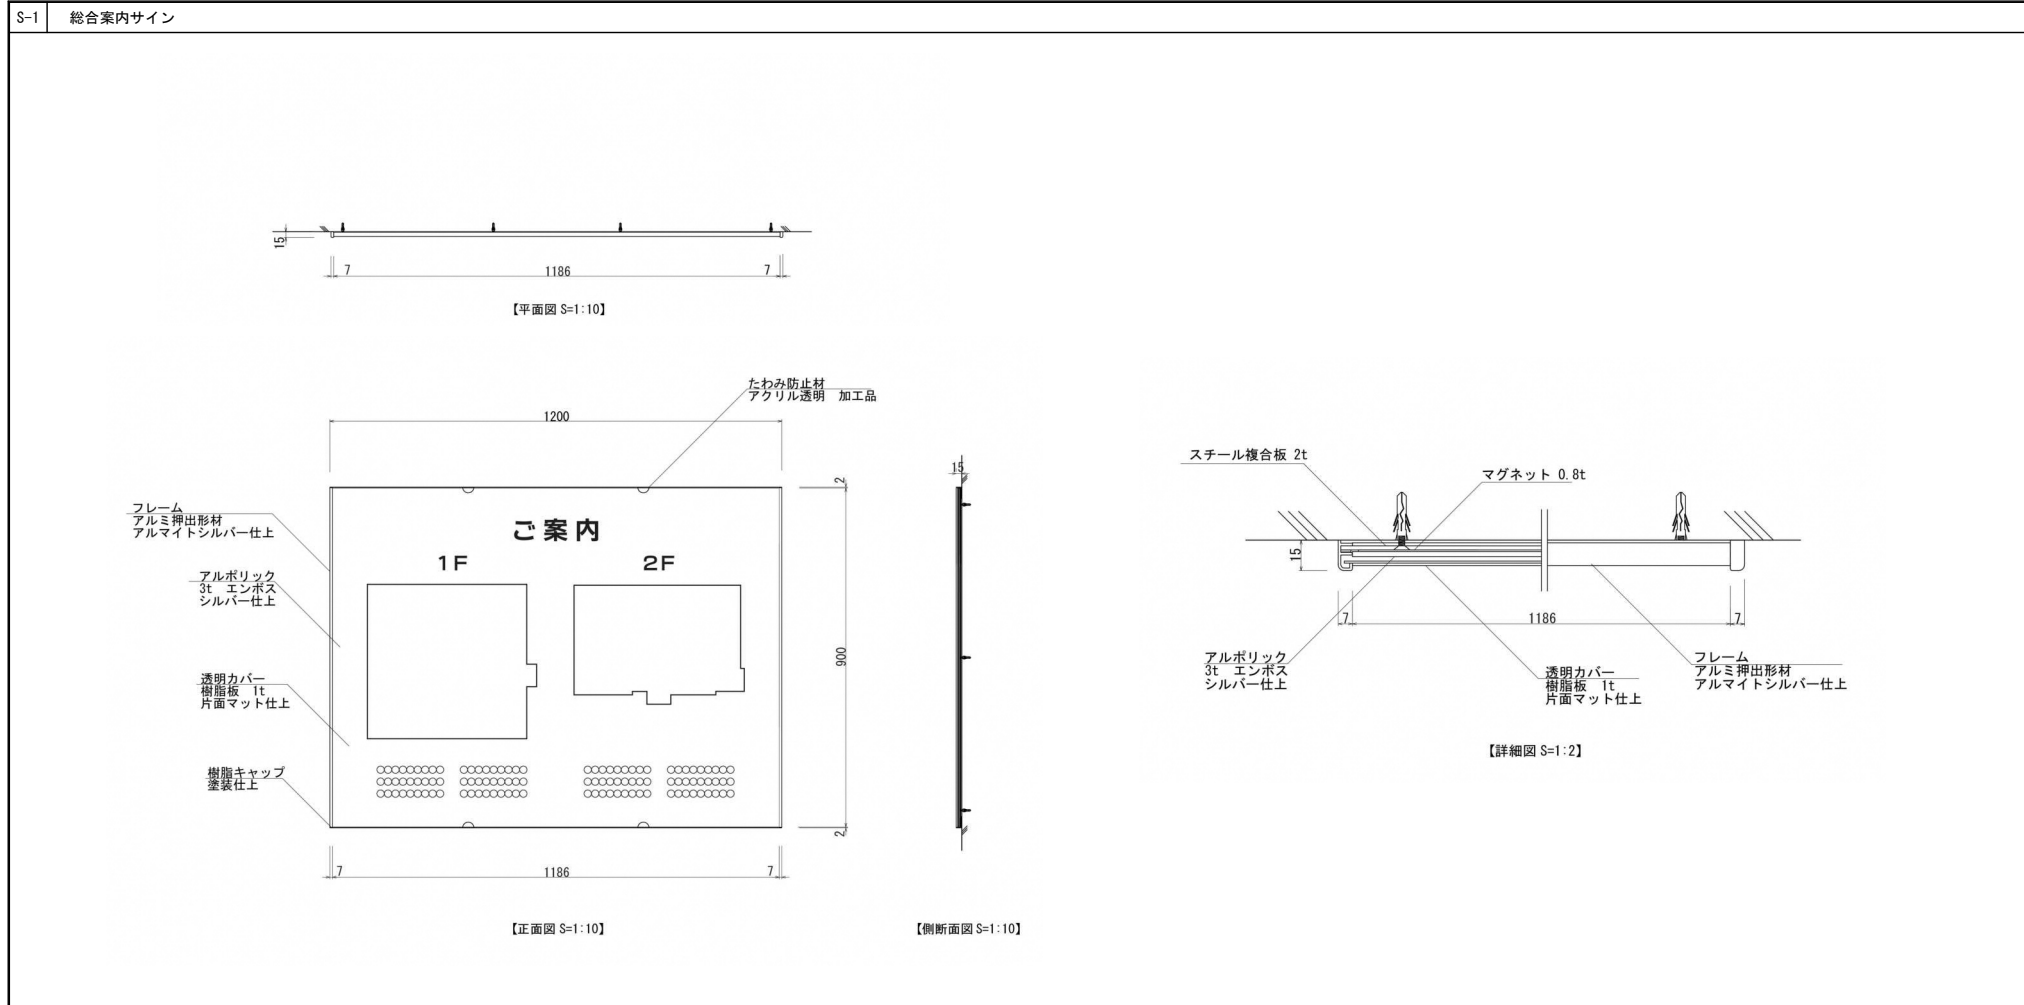 S-1 総合案内サイン
15
7 1186 7
【平面図 S=1:10】
たわみ防止材
アクリル透明 加工品
1200
2
900
2
フレーム
アルミ押出形材
アルマイトシルバー仕上
アルポリック
3t エンボス
シルバー仕上
透明カバー
樹脂板 1t
片面マット仕上
樹脂キャップ
塗装仕上
ご案内
1F 2F
○○○○○○○○○ ○○○○○○○○○ ○○○○○○○○○ ○○○○○○○○○
○○○○○○○○○ ○○○○○○○○○ ○○○○○○○○○ ○○○○○○○○○
○○○○○○○○○ ○○○○○○○○○ ○○○○○○○○○ ○○○○○○○○○
7 1186 7
【正面図 S=1:10】
15
【側断面図 S=1:10】
スチール複合板 2t
マグネット 0.8t
15
7 1186 7
アルポリック
3t エンボス
シルバー仕上
透明カバー
樹脂板 1t
片面マット仕上
フレーム
アルミ押出形材
アルマイトシルバー仕上
【詳細図 S=1:2】